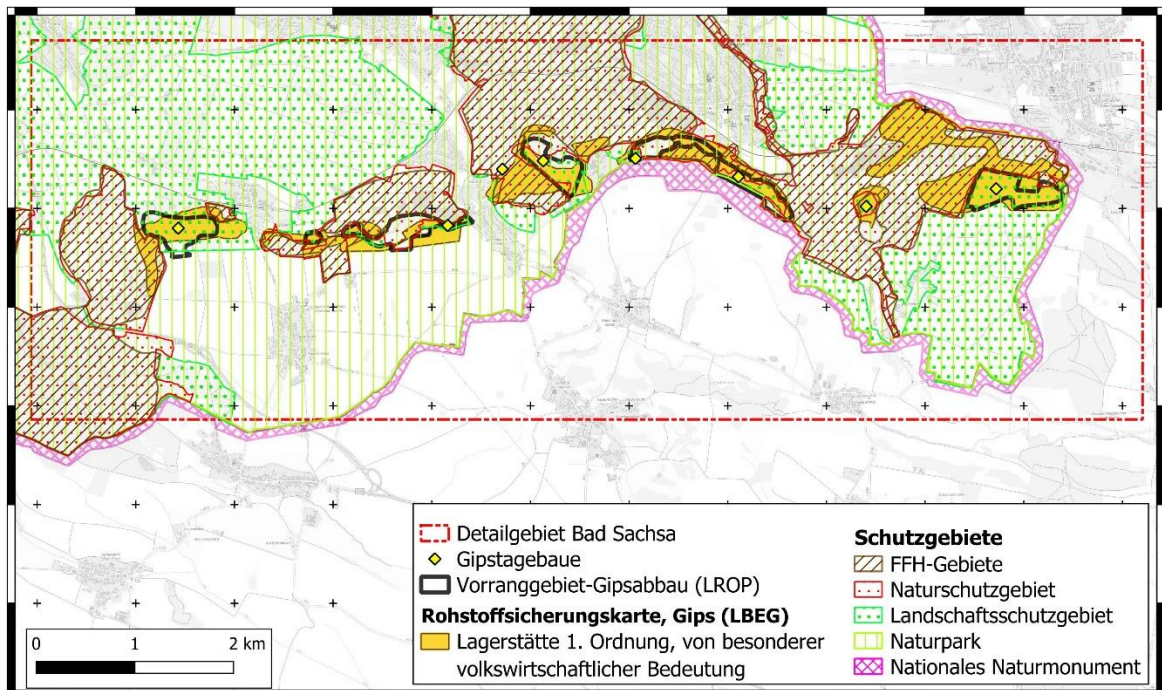 Detailgebiet Bad Sachsa
Gipstagebaue
Vorranggebiet-Gipsabbau (LROP)
Rohstoffsicherungskarte, Gips (LBEG)
Lagerstätte 1. Ordnung, von besonderer
volkswirtschaftlicher Bedeutung
0 1 2 km
Schutzgebiete
FFH-Gebiete
Naturschutzgebiet
Landschaftsschutzgebiet
Naturpark
Nationales Naturmonument